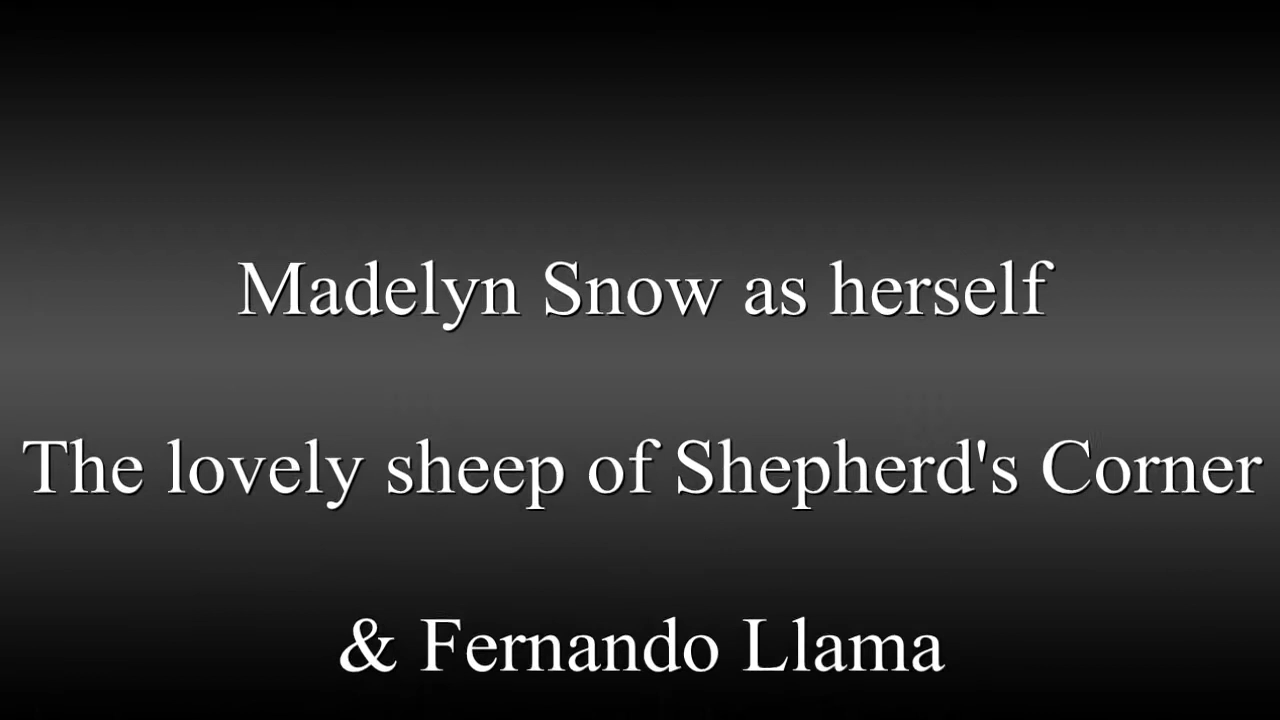 Madelyn Snow as herself
The lovely sheep of Shepherd's Corner
& Fernando Llama